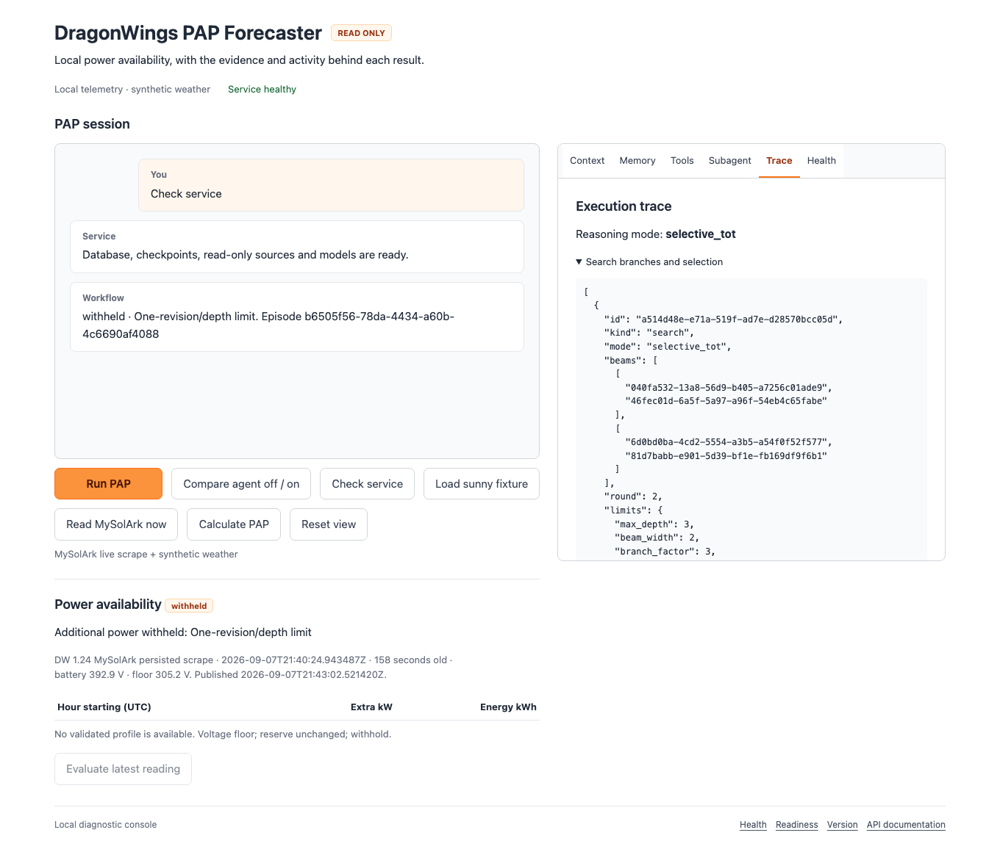 DragonWings PAP Forecaster READ ONLY
Local power availability, with the evidence and activity behind each result.
Local telemetry · synthetic weather Service healthy
PAP session
You
Check service
Service
Database, checkpoints, read-only sources and models are ready.
Workflow
withheld · One-revision/depth limit. Episode b6505f56-78da-4434-a60b-
4c6690af4088
Run PAP Compare agent off / on Check service Load sunny fixture
Read MySolArk now Calculate PAP Reset view
MySolArk live scrape + synthetic weather
Context Memory Tools Subagent Trace Health
Execution trace
Reasoning mode: selective_tot
▼ Search branches and selection
[
{
"id": "a514d48e-e71a-519f-ad7e-d28570bcc05d",
"kind": "search",
"mode": "selective_tot",
"beams": [
[
"040fa532-13a8-56d9-b405-a7256c01ade9",
"46fec01d-6a5f-5a97-a96f-54eb4c65fabe"
],
[
"6d0bd0ba-4cd2-5554-a3b5-a54f0f52f577",
"81d7babb-e901-5d39-bf1e-fb169df9f6b1"
]
],
"round": 2,
"limits": {
"max_depth": 3,
"beam_width": 2,
"branch_factor": 3,
Power availability withheld
Additional power withheld: One-revision/depth limit
DW 1.24 MySolArk persisted scrape · 2026-09-07T21:40:24.943487Z · 158 seconds old ·
battery 392.9 V · floor 305.2 V. Published 2026-09-07T21:43:02.521420Z.
Hour starting (UTC) Extra kW Energy kWh
No validated profile is available. Voltage floor; reserve unchanged; withhold.
Evaluate latest reading
Local diagnostic console Health Readiness Version API documentation